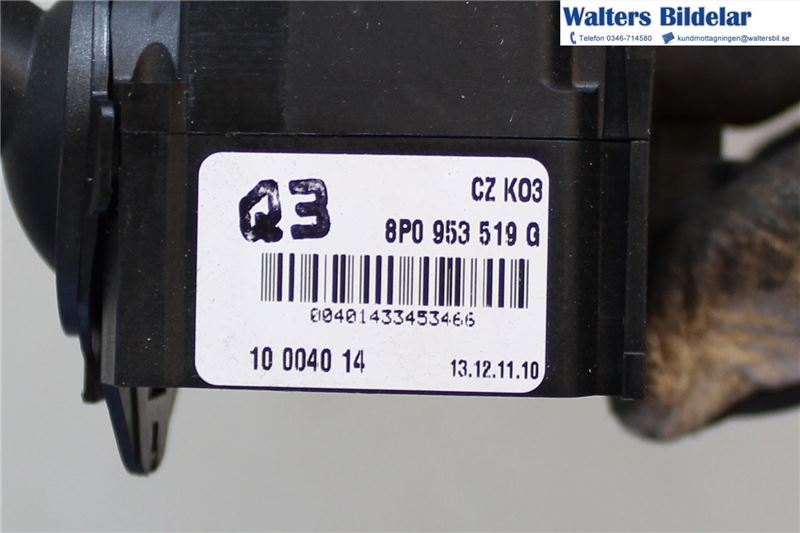 Walters Bildelar
Telefon 0346-714580 kundmottagningen@waltersbil.se
Q3
CZ K03
8P0 953 519 G
00401433453466
10 0040 14
13.12.11.10